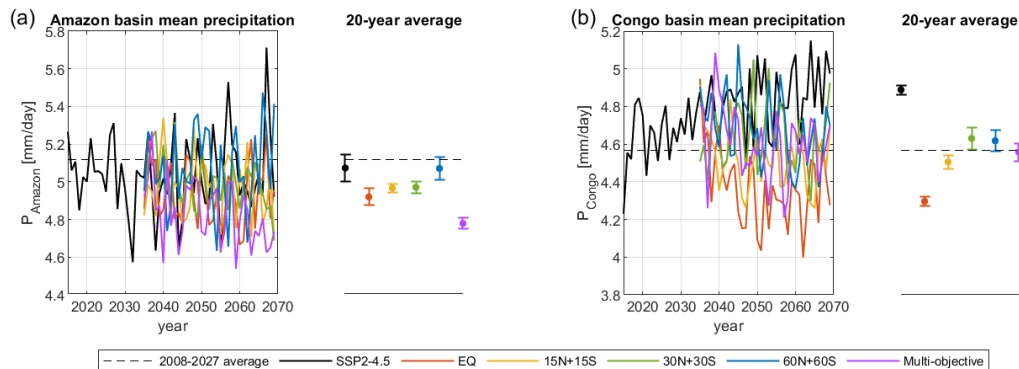 (a) Amazon basin mean precipitation 20-year average
5.8
5.6
5.4
5.2
5
4.8
4.6
4.4
P_Amazon [mm/day]
2020 2030 2040 2050 2060 2070
year
(b) Congo basin mean precipitation 20-year average
5.2
5
4.8
4.6
4.4
4.2
4
3.8
P_Congo [mm/day]
2020 2030 2040 2050 2060 2070
year
2008-2027 average SSP2-4.5 EQ 15N+15S 30N+30S 60N+60S Multi-objective